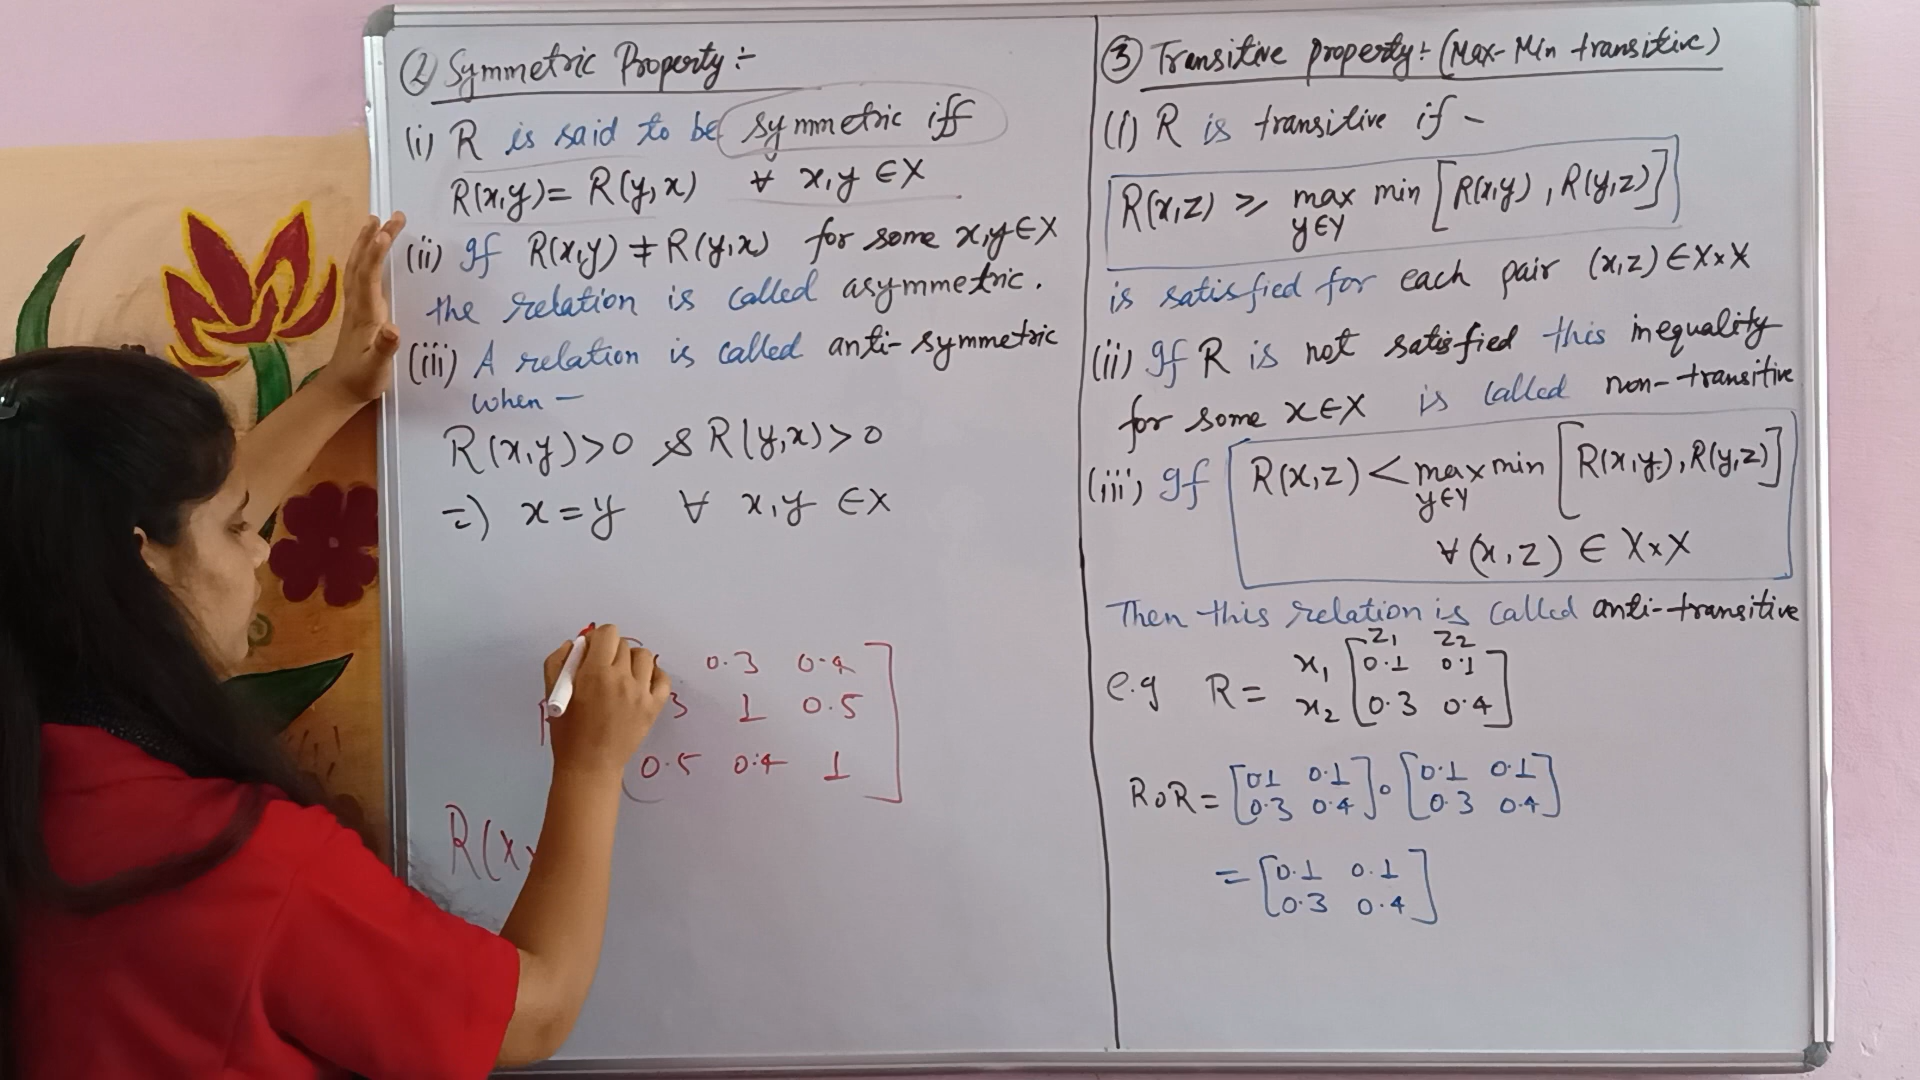 ② Symmetric Property :-
(i) R is said to be symmetric iff
R(x,y) = R(y,x) ∀ x,y ∈ X
(ii) If R(x,y) ≠ R(y,x) for some x,y ∈ X
the relation is called asymmetric.
(iii) A relation is called anti-symmetric
when —
R(x,y) > 0 & R(y,x) > 0
=) x = y ∀ x,y ∈ X
0.3 0.4
3 1 0.5
0.5 0.4 1
R(x
③ Transitive property :- (Max-Min transitive)
(i) R is transitive if -
R(x,z) ≥ max min [R(x,y), R(y,z)]
y∈Y
is satisfied for each pair (x,z) ∈ X×X
(ii) If R is not satisfied this inequality
for some x∈X is called non-transitive
(iii) If R(x,z) < max min [R(x,y), R(y,z)]
y∈Y
∀ (x,z) ∈ X×X
Then this relation is called anti-transitive
z1 z2
e.g R = x1 [0.1 0.1
x2 0.3 0.4]
R∘R = [0.1 0.1] ∘ [0.1 0.1]
[0.3 0.4] [0.3 0.4]
= [0.1 0.1
0.3 0.4]